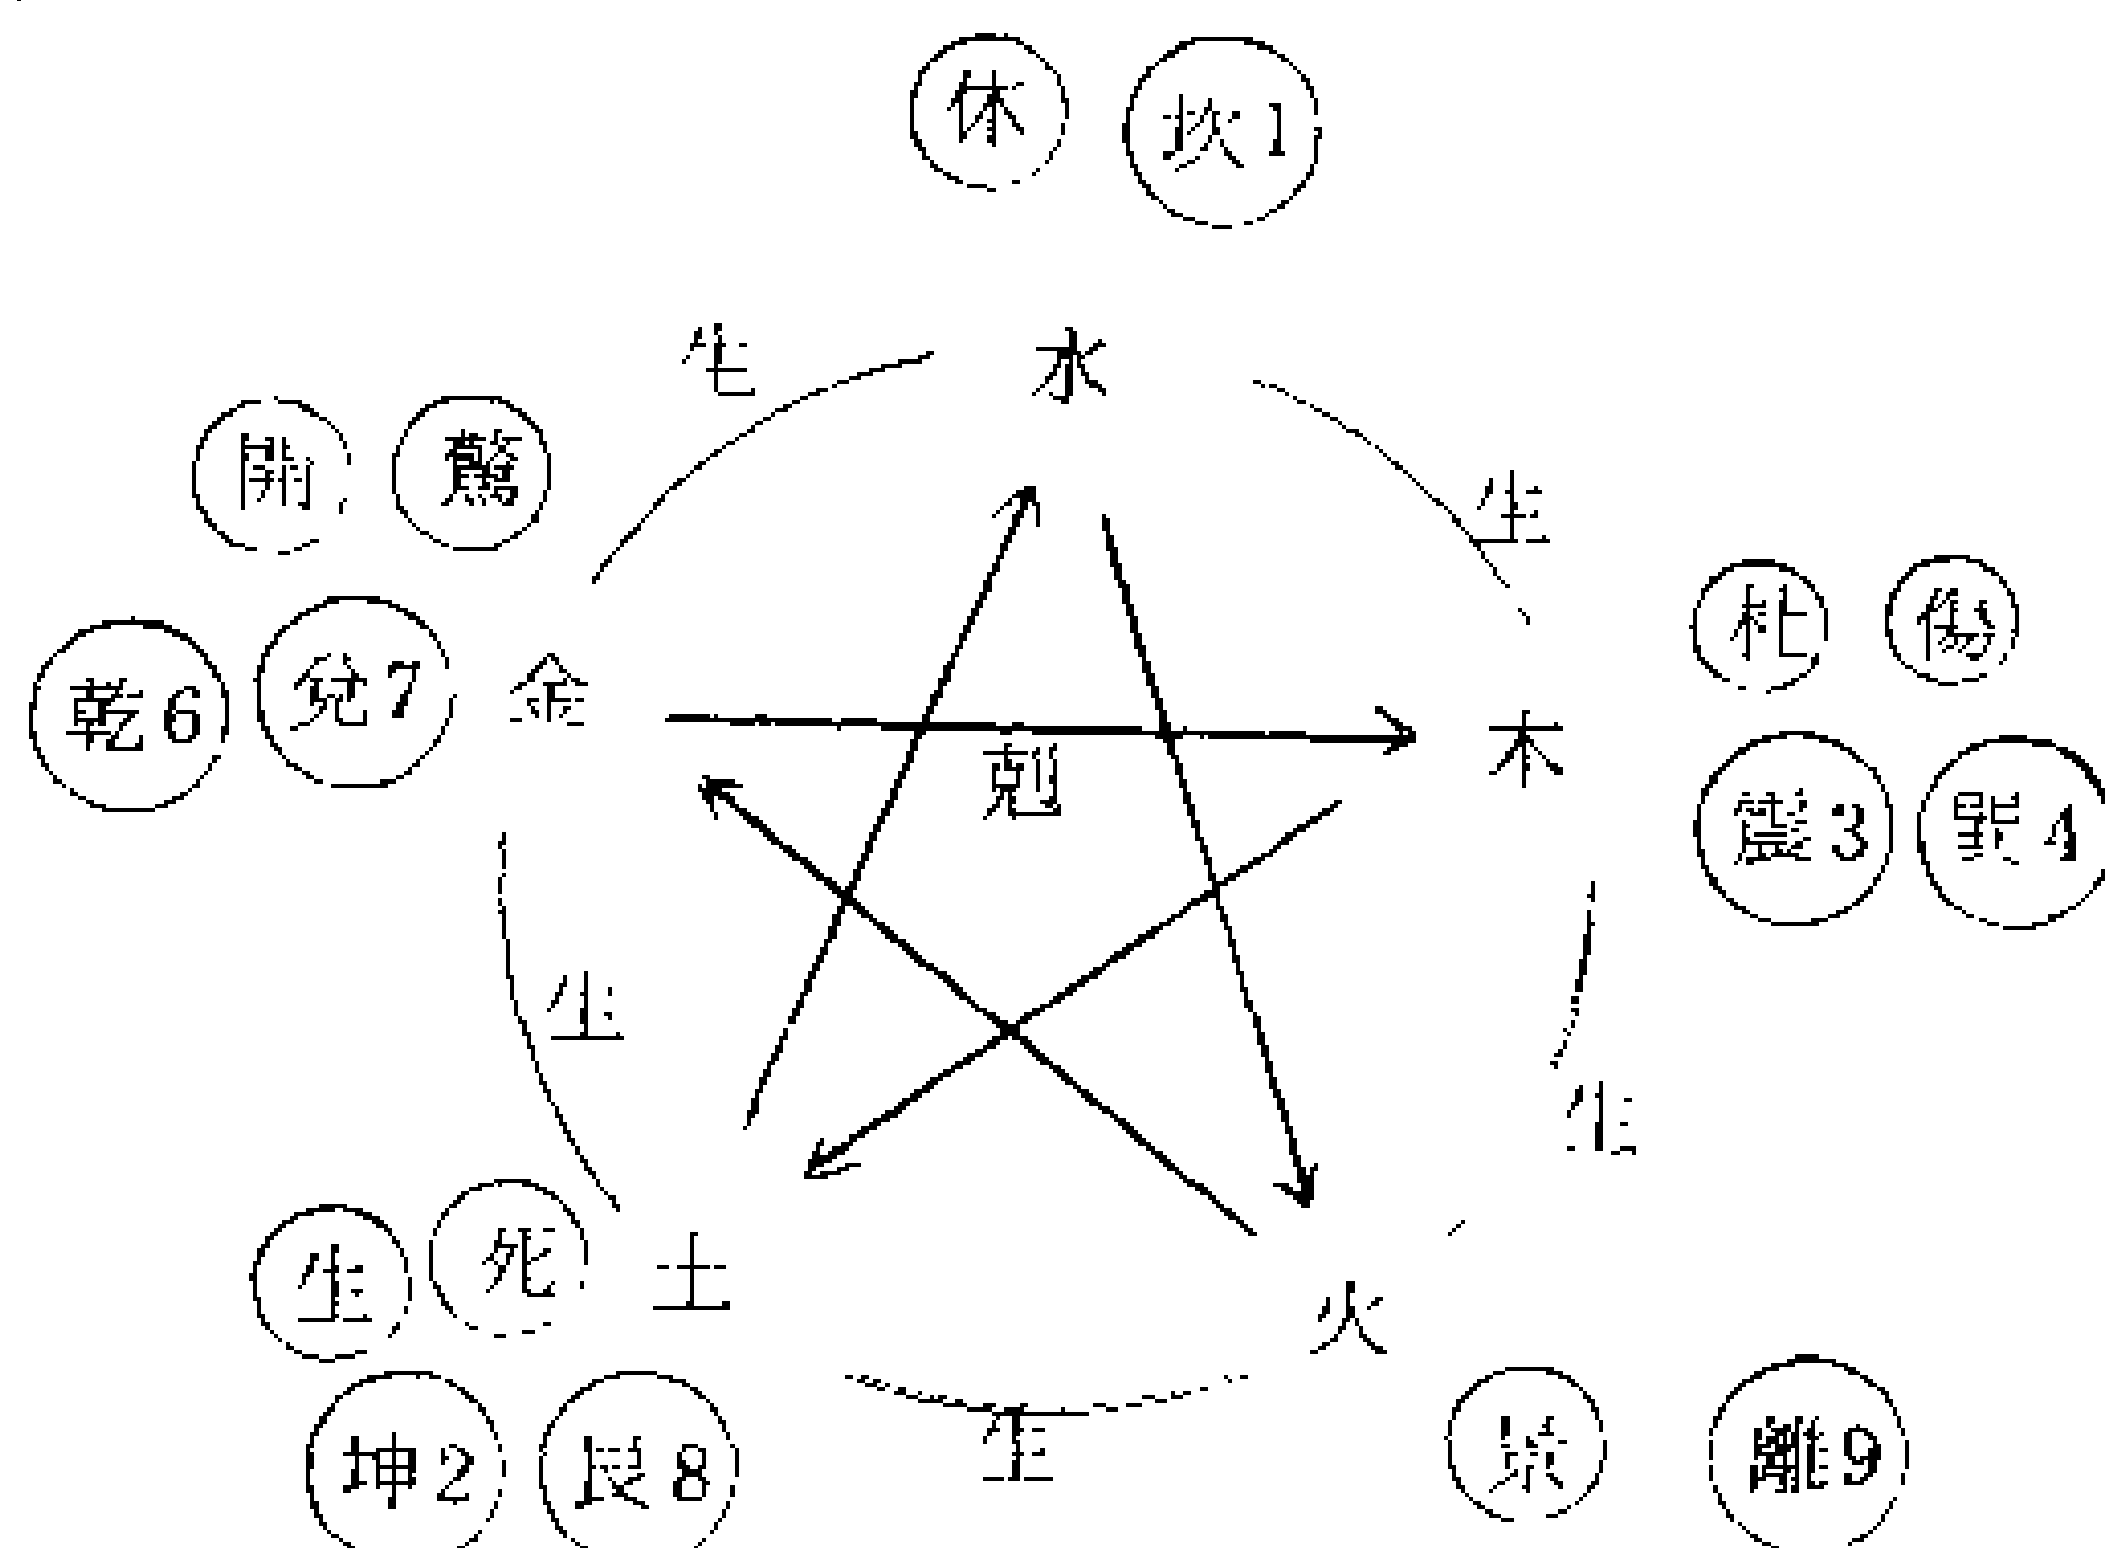 休 坎1
生 水
生
開 驚
乾6 兌7 金
剋
木
杜 傷
震3 巽4
生
生
生 死 土
坤2 艮8
生
火
景 離9